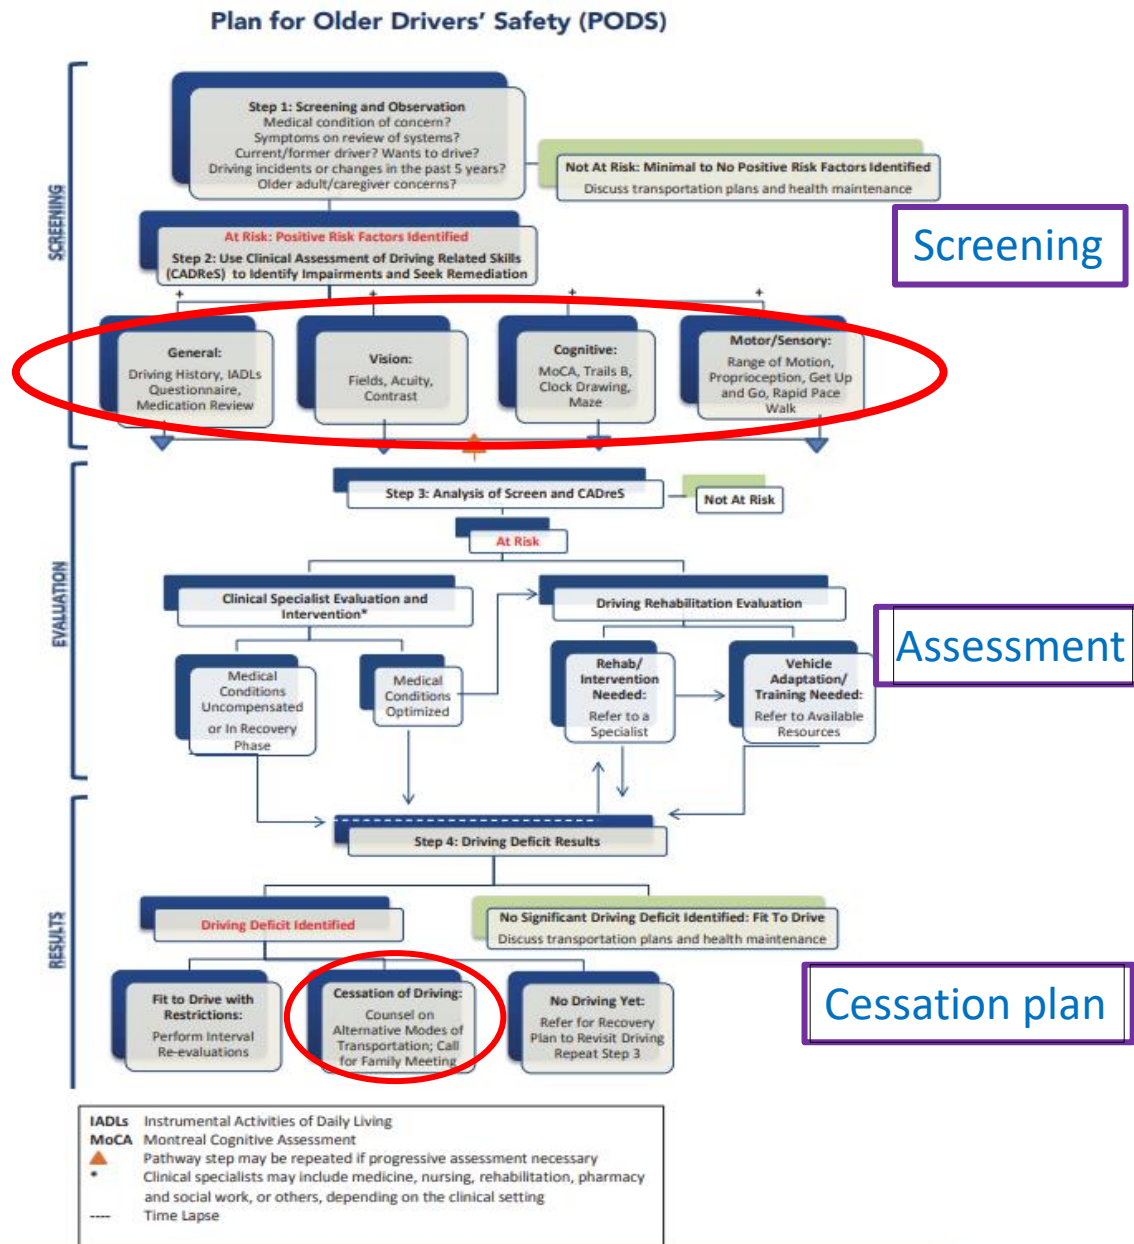 Plan for Older Drivers' Safety (PODS)
SCREENING
Step 1: Screening and Observation
Medical condition of concern?
Symptoms on review of systems?
Current/former driver? Wants to drive?
Driving incidents or changes in the past 5 years?
Older adult/caregiver concerns?
Not At Risk: Minimal to No Positive Risk Factors Identified
Discuss transportation plans and health maintenance
Screening
At Risk: Positive Risk Factors Identified
Step 2: Use Clinical Assessment of Driving Related Skills
(CADReS) to Identify Impairments and Seek Remediation
+
+
+
+
General:
Driving History, IADLs
Questionnaire,
Medication Review
Vision:
Fields, Acuity,
Contrast
Cognitive:
MoCA, Trails B,
Clock Drawing,
Maze
Motor/Sensory:
Range of Motion,
Proprioception, Get Up
and Go, Rapid Pace
Walk
EVALUATION
Step 3: Analysis of Screen and CADreS
Not At Risk
At Risk
Clinical Specialist Evaluation and
Intervention*
Driving Rehabilitation Evaluation
Assessment
Medical
Conditions
Uncompensated
or In Recovery
Phase
Medical
Conditions
Optimized
Rehab/
Intervention
Needed:
Refer to a
Specialist
Vehicle
Adaptation/
Training Needed:
Refer to Available
Resources
RESULTS
Step 4: Driving Deficit Results
Driving Deficit Identified
No Significant Driving Deficit Identified: Fit To Drive
Discuss transportation plans and health maintenance
Cessation plan
Fit to Drive with
Restrictions:
Perform Interval
Re-evaluations
Cessation of Driving:
Counsel on
Alternative Modes of
Transportation; Call
for Family Meeting
No Driving Yet:
Refer for Recovery
Plan to Revisit Driving
Repeat Step 3
IADLs Instrumental Activities of Daily Living
MoCA Montreal Cognitive Assessment
Pathway step may be repeated if progressive assessment necessary
* Clinical specialists may include medicine, nursing, rehabilitation, pharmacy
and social work, or others, depending on the clinical setting
---- Time Lapse